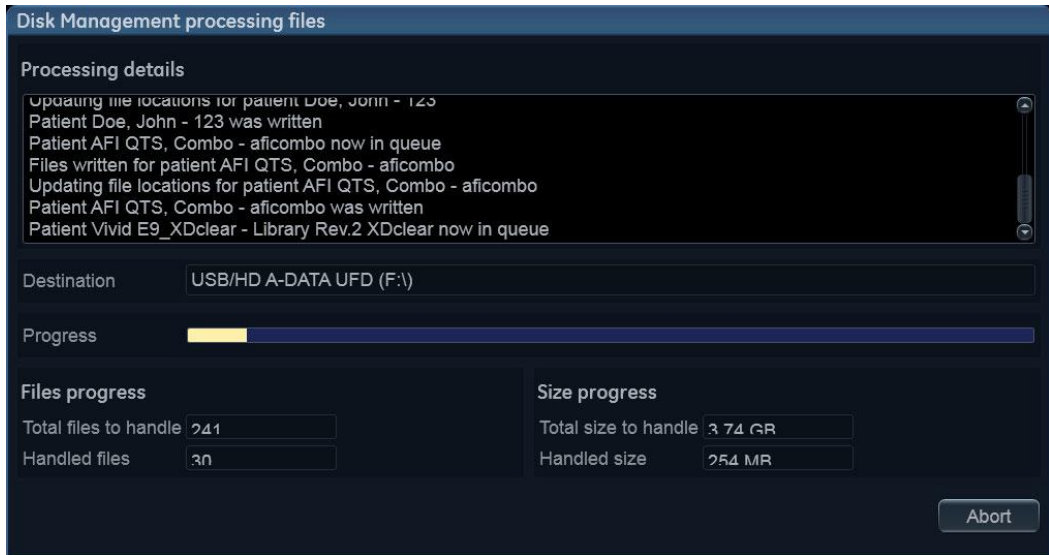 Disk Management processing files
Processing details
Updating file locations for patient Doe, John - 123
Patient Doe, John - 123 was written
Patient AFI QTS, Combo - aficombo now in queue
Files written for patient AFI QTS, Combo - aficombo
Updating file locations for patient AFI QTS, Combo - aficombo
Patient AFI QTS, Combo - aficombo was written
Patient Vivid E9_XDclear - Library Rev.2 XDclear now in queue
Destination USB/HD A-DATA UFD (F:\)
Progress
Files progress
Total files to handle 241
Handled files 30
Size progress
Total size to handle 3.74 GB
Handled size 254 MB
Abort